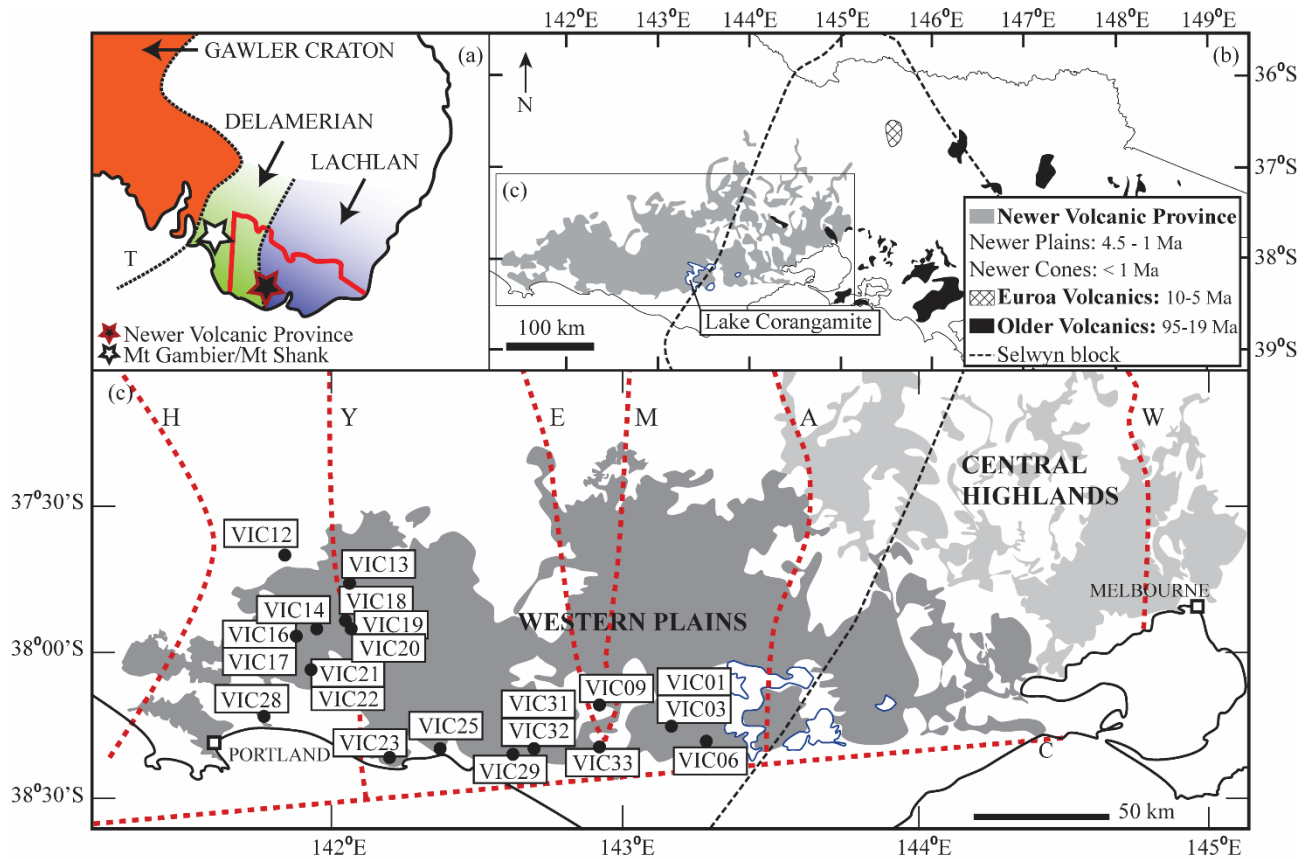 142°E 143°E 144°E 145°E 146°E 147°E 148°E 149°E
GAWLER CRATON
(a)
DELAMERIAN
LACHLAN
T
Newer Volcanic Province
Mt Gambier/Mt Shank
N
(b)
36°S
37°S
38°S
39°S
(c)
Newer Volcanic Province
Newer Plains: 4.5 - 1 Ma
Newer Cones: < 1 Ma
Euroa Volcanics: 10-5 Ma
Older Volcanics: 95-19 Ma
Selwyn block
Lake Corangamite
100 km
(c)
H
Y
E
M
A
W
CENTRAL
HIGHLANDS
37°30'S
VIC12
VIC13
MELBOURNE
VIC14
VIC18
VIC16
VIC19
WESTERN PLAINS
38°00'S
VIC17
VIC20
VIC21
VIC22
VIC09
VIC01
VIC03
VIC28
VIC31
VIC25
VIC32
PORTLAND
VIC23
VIC29
VIC33
VIC06
C
38°30'S
50 km
142°E 143°E 144°E 145°E